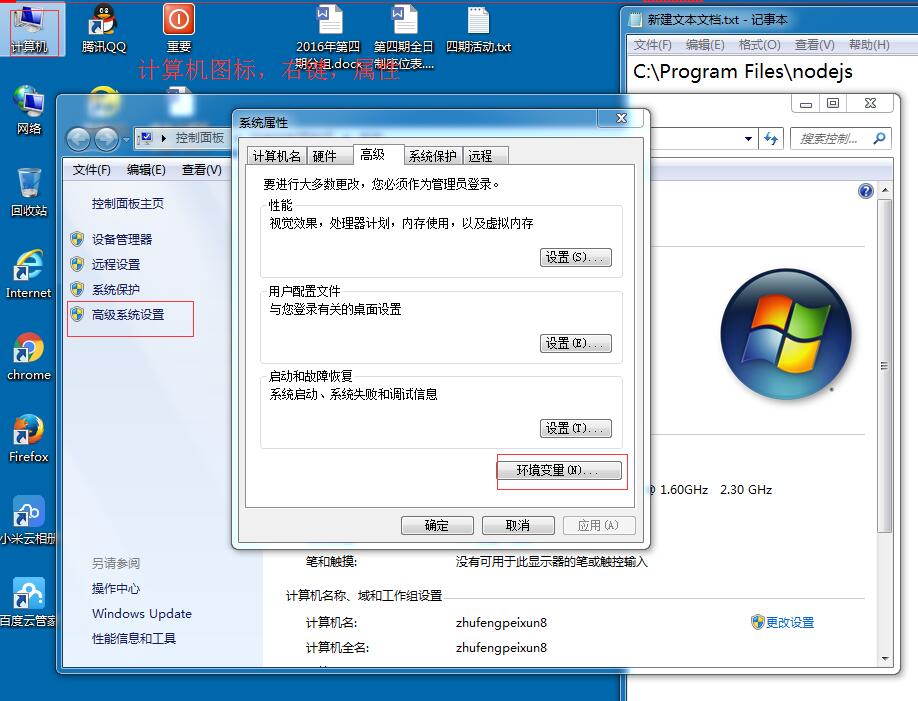 计算机
腾讯QQ
重要
2016年第四
期分组.docx
第四期全日
制座位表....
四期活动.txt
计算机图标，右键，属性
新建文本文档.txt - 记事本
文件(F) 编辑(E) 格式(O) 查看(V) 帮助(H)
C:\Program Files\nodejs
网络
回收站
Internet
chrome
Firefox
小米云相册
百度云管家
控制面板
搜索控制...
文件(F) 编辑(E) 查看(V)
控制面板主页
设备管理器
远程设置
系统保护
高级系统设置
另请参阅
操作中心
Windows Update
性能信息和工具
系统属性
计算机名 硬件 高级 系统保护 远程
要进行大多数更改，您必须作为管理员登录。
性能
视觉效果，处理器计划，内存使用，以及虚拟内存
设置(S)...
用户配置文件
与您登录有关的桌面设置
设置(E)...
启动和故障恢复
系统启动、系统失败和调试信息
设置(T)...
环境变量(N)...
确定 取消 应用(A)
@ 1.60GHz 2.30 GHz
笔和触摸: 没有可用于此显示器的笔或触控输入
计算机名称、域和工作组设置
计算机名: zhufengpeixun8
更改设置
计算机全名: zhufengpeixun8